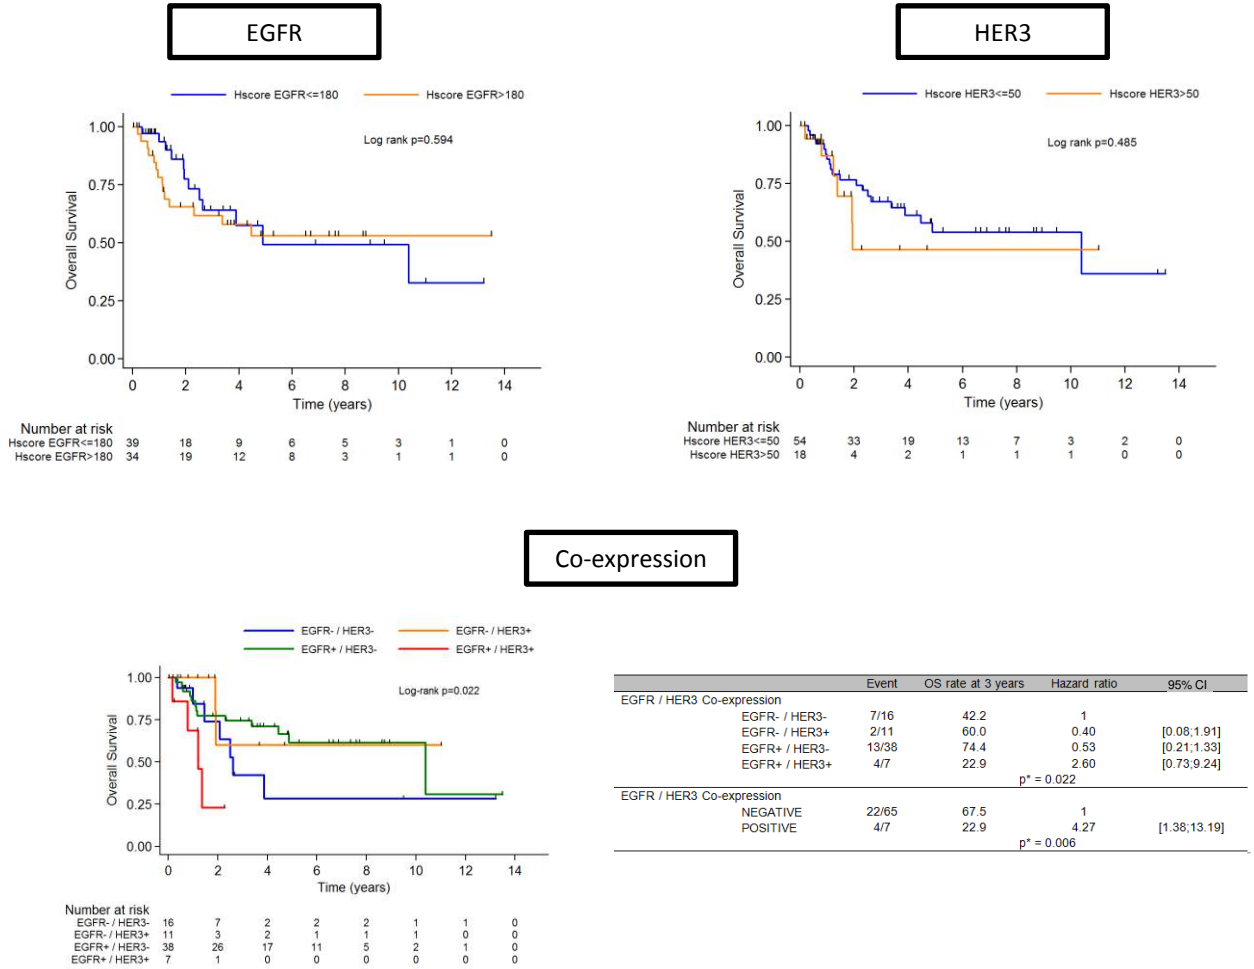 EGFR
HER3
Hscore EGFR<=180 Hscore EGFR>180
Log rank p=0.594
1.00
0.75
0.50
0.25
0.00
Overall Survival
0 2 4 6 8 10 12 14
Time (years)
Number at risk
Hscore EGFR<=180 39 18 9 6 5 3 1 0
Hscore EGFR>180 34 19 12 8 3 1 1 0
Hscore HER3<=50 Hscore HER3>50
Log rank p=0.485
1.00
0.75
0.50
0.25
0.00
Overall Survival
0 2 4 6 8 10 12 14
Time (years)
Number at risk
Hscore HER3<=50 54 33 19 13 7 3 2 0
Hscore HER3>50 18 4 2 1 1 1 0 0
Co-expression
EGFR- / HER3- EGFR- / HER3+
EGFR+ / HER3- EGFR+ / HER3+
Log-rank p=0.022
1.00
0.75
0.50
0.25
0.00
Overall Survival
0 2 4 6 8 10 12 14
Time (years)
Number at risk
EGFR- / HER3- 16 7 2 2 2 1 1 0
EGFR- / HER3+ 11 3 2 1 1 1 0 0
EGFR+ / HER3- 38 26 17 11 5 2 1 0
EGFR+ / HER3+ 7 1 0 0 0 0 0 0
Event OS rate at 3 years Hazard ratio 95% CI
EGFR / HER3 Co-expression
EGFR- / HER3- 7/16 42.2 1
EGFR- / HER3+ 2/11 60.0 0.40 [0.08;1.91]
EGFR+ / HER3- 13/38 74.4 0.53 [0.21;1.33]
EGFR+ / HER3+ 4/7 22.9 2.60 [0.73;9.24]
p* = 0.022
EGFR / HER3 Co-expression
NEGATIVE 22/65 67.5 1
POSITIVE 4/7 22.9 4.27 [1.38;13.19]
p* = 0.006